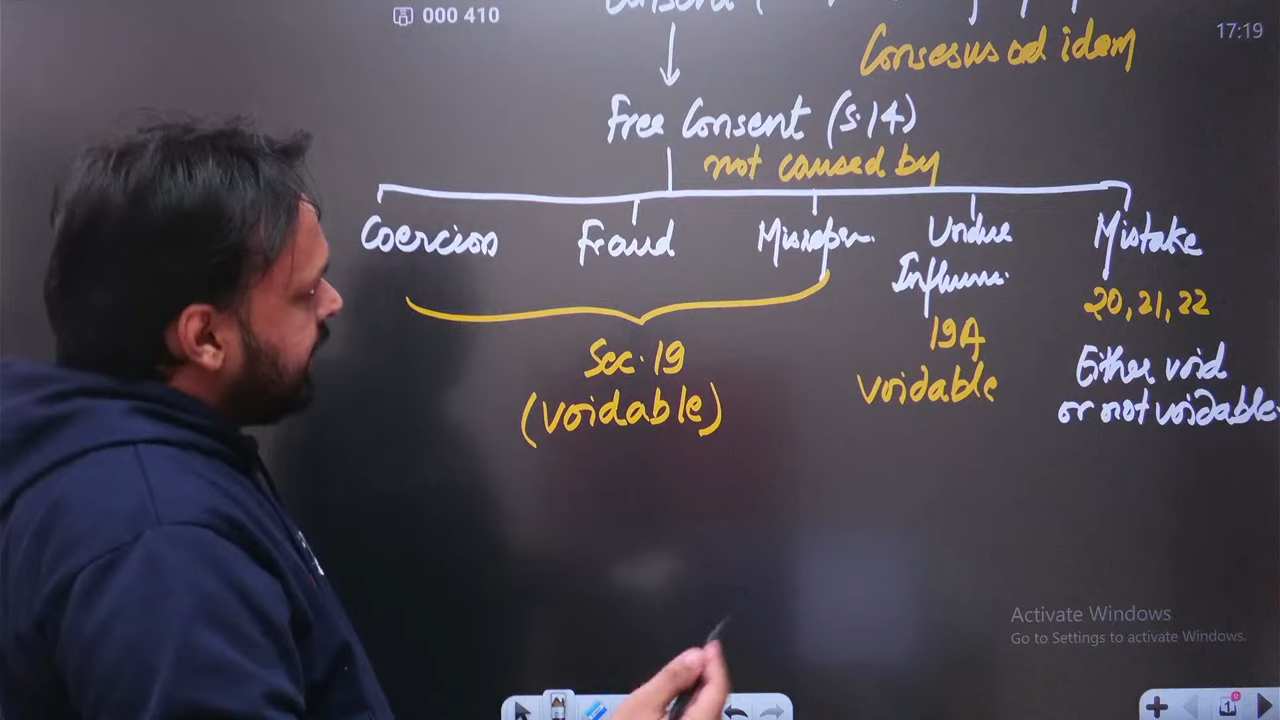 000 410
17:19
Consesus ad idem
Free Consent (S.14)
not caused by
Coercion
Fraud
Undue
Mistake
20, 21, 22
19A
Sec. 19
(voidable)
voidable
Either void
or not voidable
Activate Windows
Go to Settings to activate Windows.
1